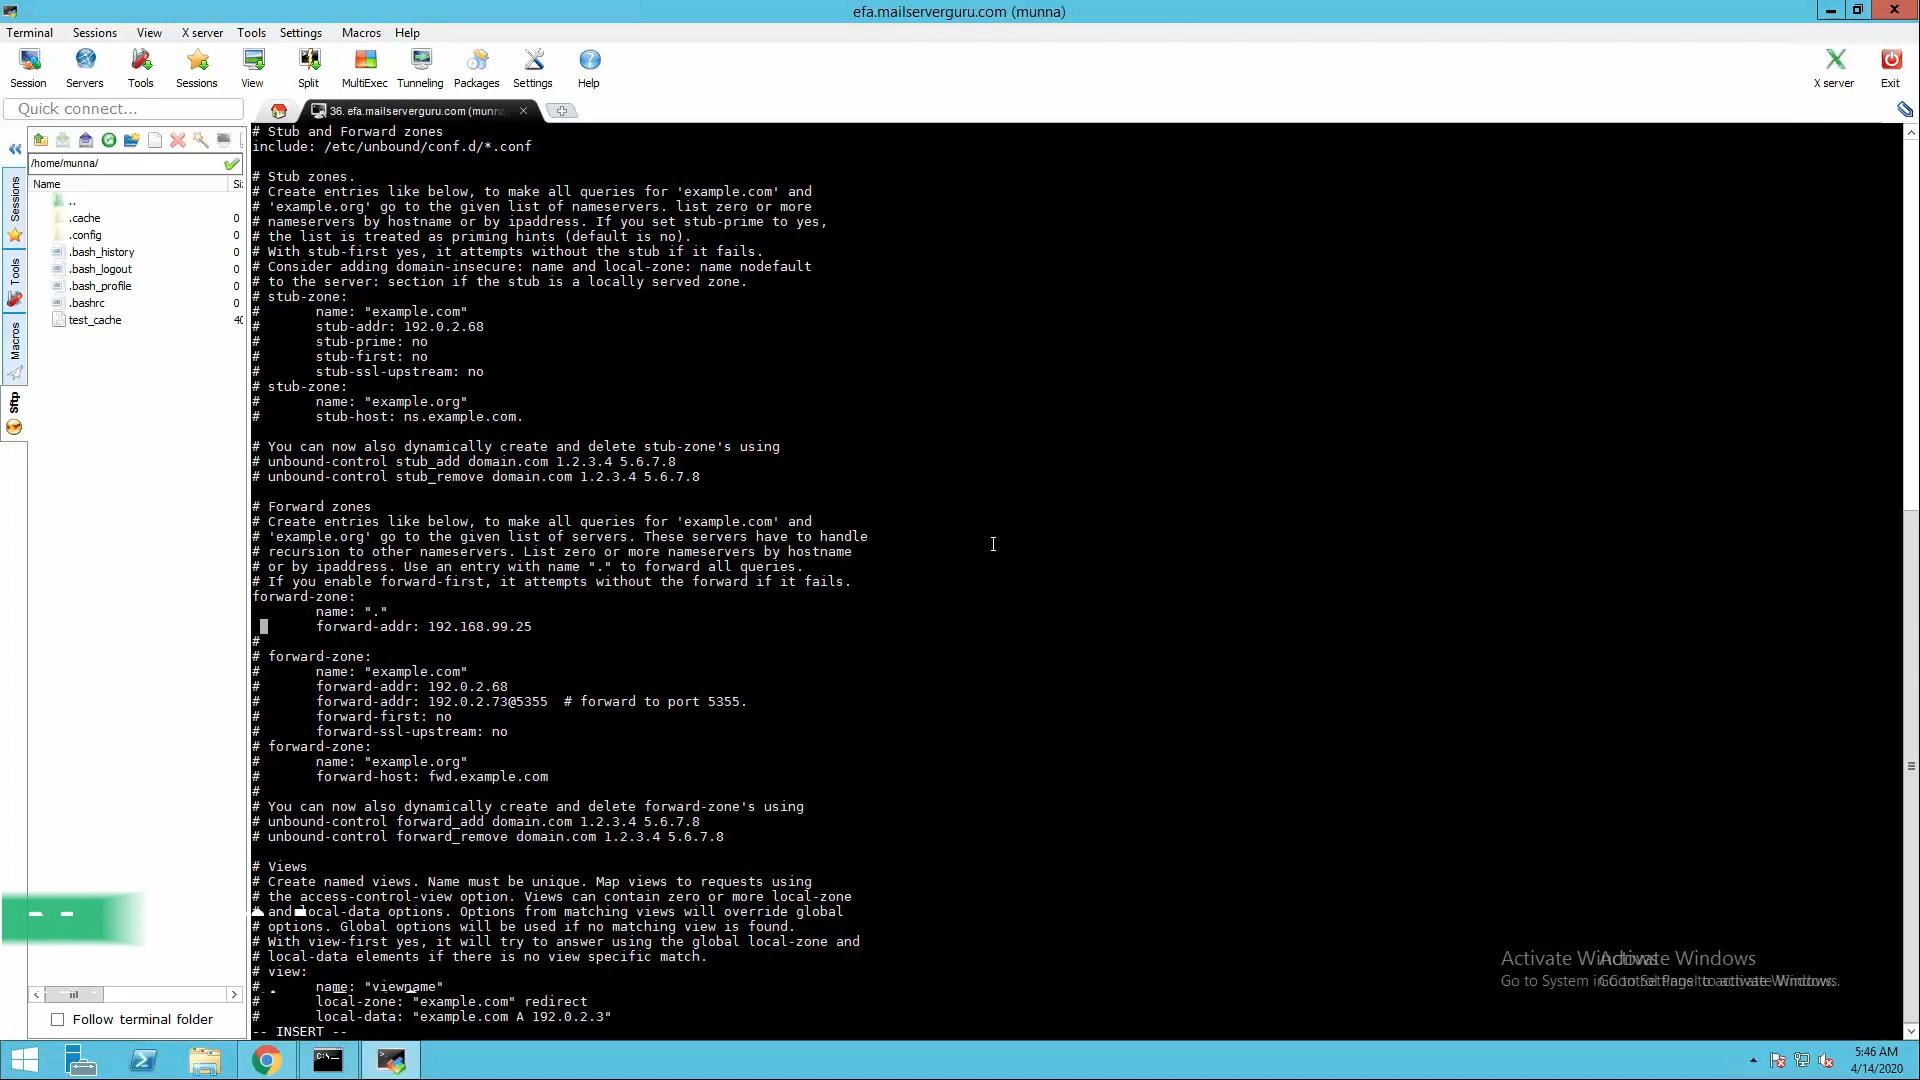 efa.mailserverguru.com (munna)
Terminal Sessions View X server Tools Settings Macros Help
Session Servers Tools Sessions View Split MultiExec Tunneling Packages Settings Help X server Exit
Quick connect...
36. efa.mailserverguru.com (munna
/home/munna/
Name Si
..
.cache 0
.config 0
.bash_history 0
.bash_logout 0
.bash_profile 0
.bashrc 0
test_cache 40
Sessions
Tools
Macros
Sftp
# Stub and Forward zones
include: /etc/unbound/conf.d/*.conf
# Stub zones.
# Create entries like below, to make all queries for 'example.com' and
# 'example.org' go to the given list of nameservers. list zero or more
# nameservers by hostname or by ipaddress. If you set stub-prime to yes,
# the list is treated as priming hints (default is no).
# With stub-first yes, it attempts without the stub if it fails.
# Consider adding domain-insecure: name and local-zone: name nodefault
# to the server: section if the stub is a locally served zone.
# stub-zone:
#       name: "example.com"
#       stub-addr: 192.0.2.68
#       stub-prime: no
#       stub-first: no
#       stub-ssl-upstream: no
# stub-zone:
#       name: "example.org"
#       stub-host: ns.example.com.
# You can now also dynamically create and delete stub-zone's using
# unbound-control stub_add domain.com 1.2.3.4 5.6.7.8
# unbound-control stub_remove domain.com 1.2.3.4 5.6.7.8
# Forward zones
# Create entries like below, to make all queries for 'example.com' and
# 'example.org' go to the given list of servers. These servers have to handle
# recursion to other nameservers. List zero or more nameservers by hostname
# or by ipaddress. Use an entry with name "." to forward all queries.
# If you enable forward-first, it attempts without the forward if it fails.
forward-zone:
        name: "."
        forward-addr: 192.168.99.25
#
# forward-zone:
#       name: "example.com"
#       forward-addr: 192.0.2.68
#       forward-addr: 192.0.2.73@5355  # forward to port 5355.
#       forward-first: no
#       forward-ssl-upstream: no
# forward-zone:
#       name: "example.org"
#       forward-host: fwd.example.com
#
# You can now also dynamically create and delete forward-zone's using
# unbound-control forward_add domain.com 1.2.3.4 5.6.7.8
# unbound-control forward_remove domain.com 1.2.3.4 5.6.7.8
# Views
# Create named views. Name must be unique. Map views to requests using
# the access-control-view option. Views can contain zero or more local-zone
# and local-data options. Options from matching views will override global
# options. Global options will be used if no matching view is found.
# With view-first yes, it will try to answer using the global local-zone and
# local-data elements if there is no view specific match.
# view:
#       name: "viewname"
#       local-zone: "example.com" redirect
#       local-data: "example.com A 192.0.2.3"
-- INSERT --
Follow terminal folder
Activate Windows
5:46 AM
4/14/2020